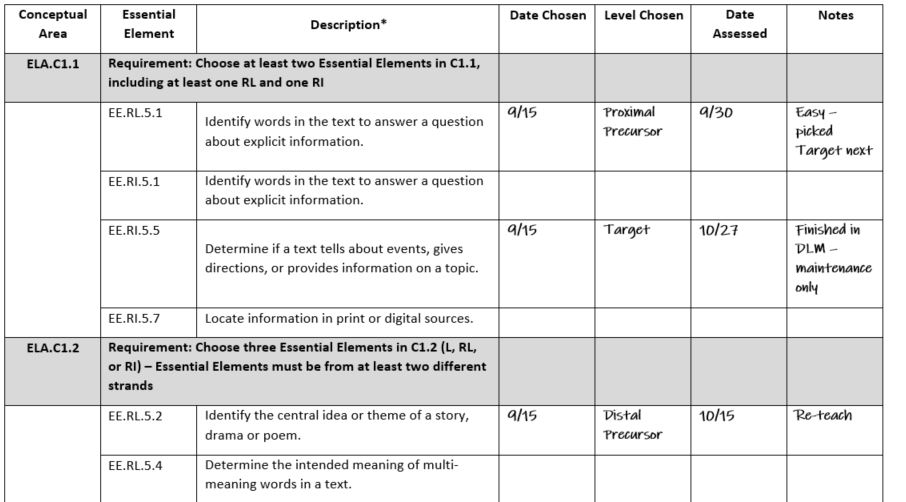 Conceptual Area
Essential Element
Description*
Date Chosen
Level Chosen
Date Assessed
Notes
ELA.C1.1
Requirement: Choose at least two Essential Elements in C1.1,
including at least one RL and one RI
EE.RL.5.1
Identify words in the text to answer a question
about explicit information.
9/15
Proximal
Precursor
9/30
Easy –
picked
Target next
EE.RI.5.1
Identify words in the text to answer a question
about explicit information.
EE.RI.5.5
Determine if a text tells about events, gives
directions, or provides information on a topic.
9/15
Target
10/27
Finished in
DLM –
maintenance
only
EE.RI.5.7
Locate information in print or digital sources.
ELA.C1.2
Requirement: Choose three Essential Elements in C1.2 (L, RL,
or RI) – Essential Elements must be from at least two different
strands
EE.RL.5.2
Identify the central idea or theme of a story,
drama or poem.
9/15
Distal
Precursor
10/15
Re-teach
EE.RL.5.4
Determine the intended meaning of multi-
meaning words in a text.